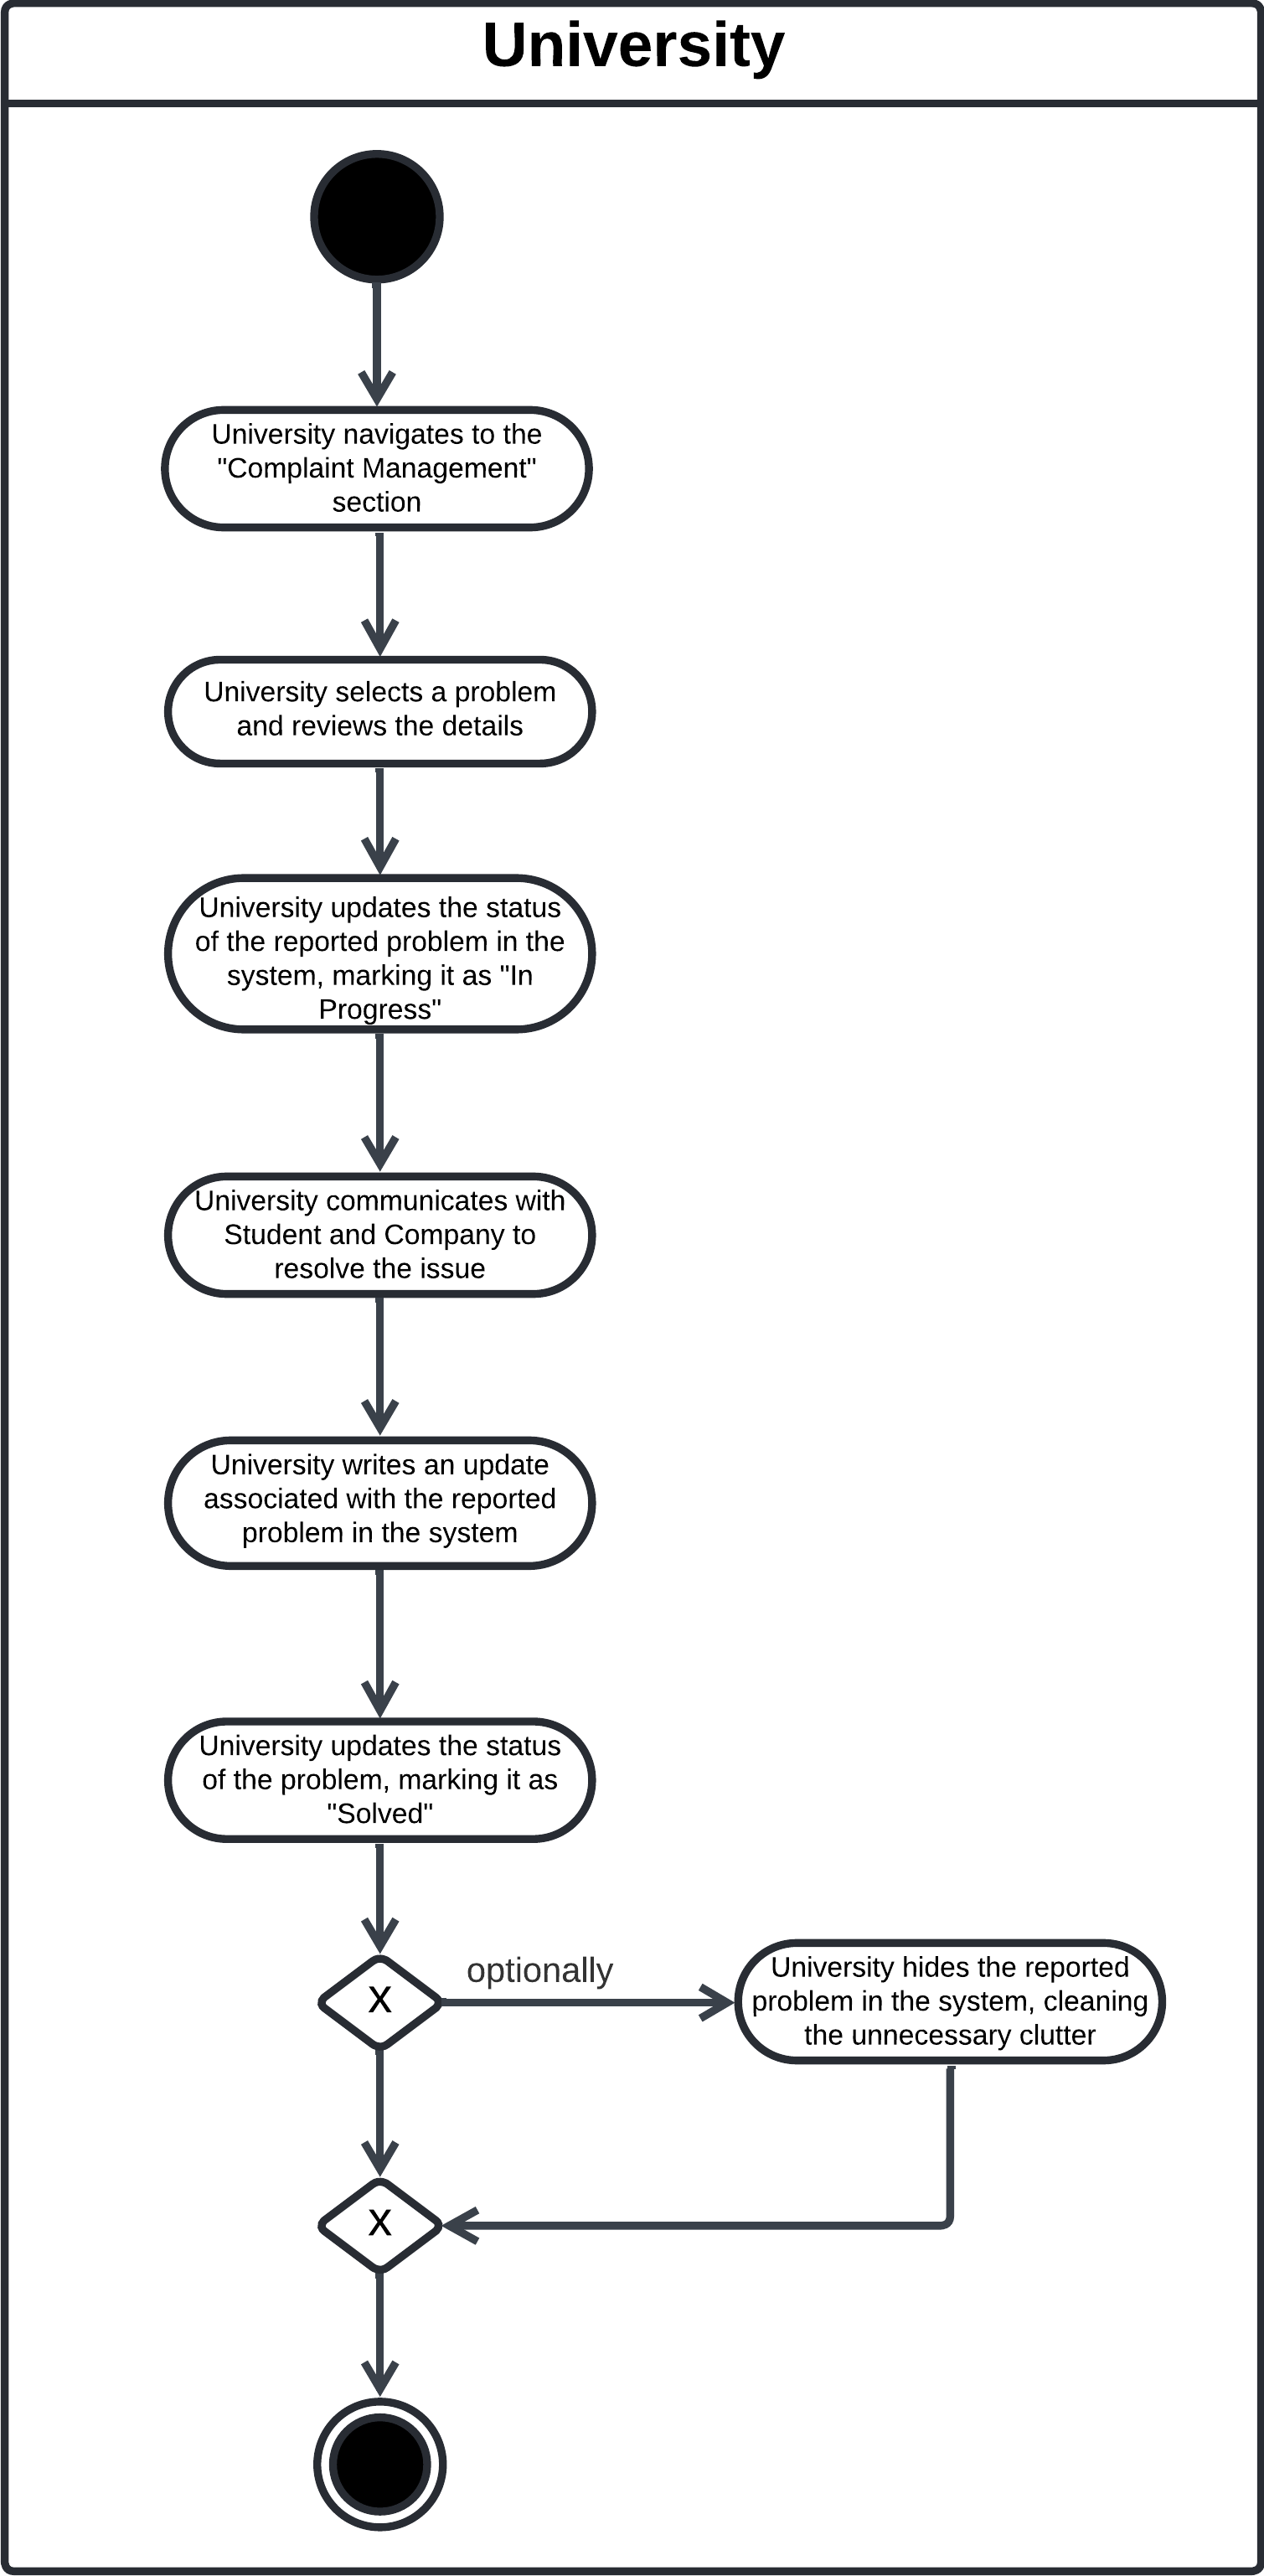 University
University navigates to the
"Complaint Management"
section
University selects a problem
and reviews the details
University updates the status
of the reported problem in the
system, marking it as "In
Progress"
University communicates with
Student and Company to
resolve the issue
University writes an update
associated with the reported
problem in the system
University updates the status
of the problem, marking it as
"Solved"
X
optionally
University hides the reported
problem in the system, cleaning
the unnecessary clutter
X